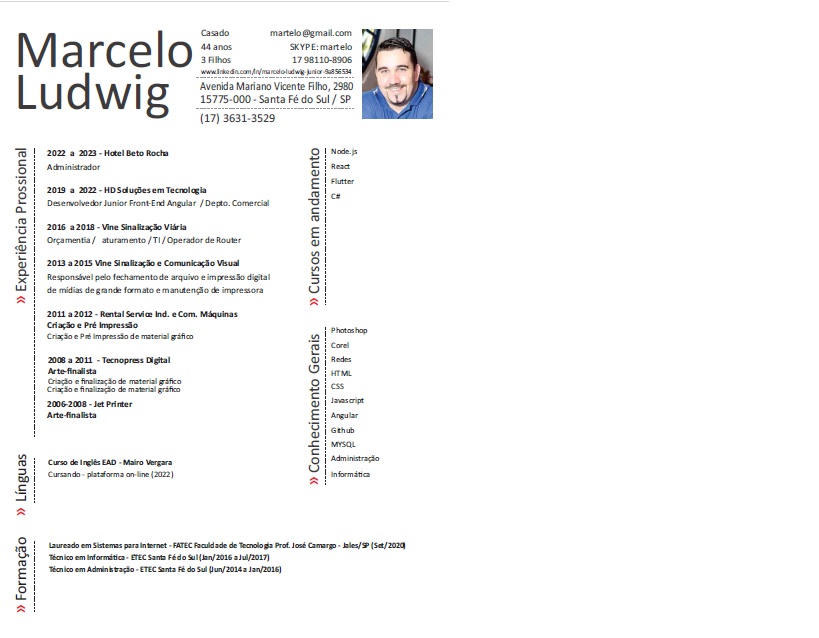 Marcelo
Ludwig
Casado
44 anos
3 Filhos
martelo@gmail.com
SKYPE: martelo
17 98110-8906
www.linkedin.com/in/marcelo-ludwig-junior-9a856534
Avenida Mariano Vicente Filho, 2980
15775-000 - Santa Fé do Sul / SP
(17) 3631-3529
» Experiência Prossional
2022 a 2023 - Hotel Beto Rocha
Administrador
2019 a 2022 - HD Soluções em Tecnologia
Desenvolvedor Junior Front-End Angular / Depto. Comercial
2016 a 2018 - Vine Sinalização Viária
Orçamentia / aturamento / TI / Operador de Router
2013 a 2015 Vine Sinalização e Comunicação Visual
Responsável pelo fechamento de arquivo e impressão digital
de mídias de grande formato e manutenção de impressora
2011 a 2012 - Rental Service Ind. e Com. Máquinas
Criação e Pré Impressão
Criação e Pré Impressão de material gráfico
2008 a 2011 - Tecnopress Digital
Arte-finalista
Criação e finalização de material gráfico
Criação e finalização de material gráfico
2006-2008 - Jet Printer
Arte-finalista
» Cursos em andamento
Node.js
React
Flutter
C#
» Conhecimento Gerais
Photoshop
Corel
Redes
HTML
CSS
Javascript
Angular
Github
MYSQL
Administração
Informática
» Línguas
Curso de Inglês EAD - Mairo Vergara
Cursando - plataforma on-line (2022)
» Formação
Laureado em Sistemas para Internet - FATEC Faculdade de Tecnologia Prof. José Camargo - Jales/SP (Set/2020)
Técnico em Informática - ETEC Santa Fé do Sul (Jan/2016 a Jul/2017)
Técnico em Administração - ETEC Santa Fé do Sul (Jun/2014 a Jan/2016)